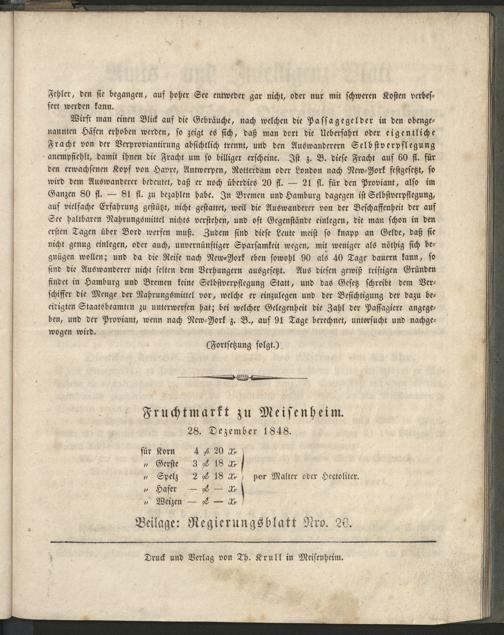 Fehler, den sie begangen, auf hoher See entweder gar nicht, oder nur mit schweren Kosten verbes-
sert werden kann.
Wirft man einen Blick auf die Gebräuche, nach welchen die Passagegelder in den obenge-
nannten Häfen erhoben werden, so zeigt es sich, daß man dort die Ueberfahrt oder eigentliche
Fracht von der Verproviantirung absichtlich trennt, und den Auswanderern Selbstverpflegung
anempfiehlt, damit ihnen die Fracht um so billiger erscheine. Ist z. B. diese Fracht auf 60 fl. für
den erwachsenen Kopf von Havre, Antwerpen, Rotterdam oder London nach New-York festgesetzt, so
wird dem Auswanderer bedeutet, daß er noch überdies 20 fl. — 21 fl. für den Proviant, also im
Ganzen 80 fl. — 81 fl. zu bezahlen habe. In Bremen und Hamburg dagegen ist Selbstverpflegung,
auf vielfache Erfahrung gestützt, nicht gestattet, weil die Auswanderer von der Beschaffenheit der auf
See haltbaren Nahrungsmittel nichts verstehen, und oft Gegenstände einlegen, die man schon in den
ersten Tagen über Bord werfen muß. Zudem sind diese Leute meist so knapp an Gelde, daß sie
nicht genug einlegen, oder auch, unvernünftiger Sparsamkeit wegen, mit weniger als nöthig sich be-
gnügen wollen; und da die Reise nach New-York eben sowohl 90 als 40 Tage dauern kann, so
sind die Auswanderer nicht selten dem Verhungern ausgesetzt. Aus diesen gewiß triftigen Gründen
findet in Hamburg und Bremen keine Selbstverpflegung Statt, und das Gesetz schreibt dem Ver-
schiffer die Menge der Nahrungsmittel vor, welche er einzulegen und der Besichtigung der dazu be-
eidigten Staatsbeamten zu unterwerfen hat; bei welcher Gelegenheit die Zahl der Passagiere angege-
ben, und der Proviant, wenn nach New-York z. B., auf 91 Tage berechnet, untersucht und nachge-
wogen wird.
(Fortsetzung folgt.)
Fruchtmarkt zu Meisenheim.
28. Dezember 1848.
für Korn 4 fl 20 xr
„ Gerste 3 fl 18 xr
„ Spelz 2 fl 18 xr per Malter oder Hectoliter.
„ Hafer — fl — xr
„ Weizen — fl — xr
Beilage: Regierungsblatt Nro. 26.
Druck und Verlag von Th. Krull in Meisenheim.